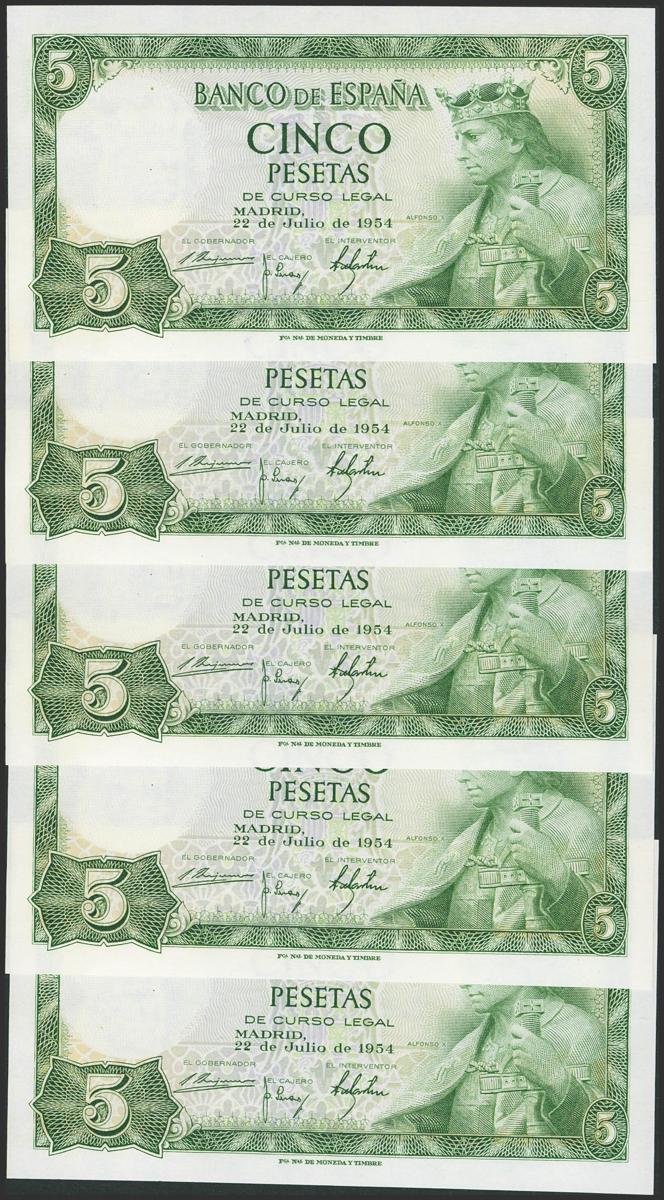 5 5
BANCO DE ESPAÑA
CINCO
PESETAS
DE CURSO LEGAL
MADRID,
22 de Julio de 1954
ALFONSO X
EL GOBERNADOR EL INTERVENTOR
EL CAJERO
5 5
Fca. Nal. DE MONEDA Y TIMBRE
PESETAS
DE CURSO LEGAL
MADRID,
22 de Julio de 1954
ALFONSO X
EL GOBERNADOR EL INTERVENTOR
EL CAJERO
5 5
Fca. Nal. DE MONEDA Y TIMBRE
PESETAS
DE CURSO LEGAL
MADRID,
22 de Julio de 1954
ALFONSO X
EL GOBERNADOR EL INTERVENTOR
EL CAJERO
5 5
Fca. Nal. DE MONEDA Y TIMBRE
CINCO
PESETAS
DE CURSO LEGAL
MADRID,
22 de Julio de 1954
ALFONSO X
EL GOBERNADOR EL INTERVENTOR
EL CAJERO
5 5
Fca. Nal. DE MONEDA Y TIMBRE
PESETAS
DE CURSO LEGAL
MADRID,
22 de Julio de 1954
ALFONSO X
EL GOBERNADOR EL INTERVENTOR
EL CAJERO
5 5
Fca. Nal. DE MONEDA Y TIMBRE